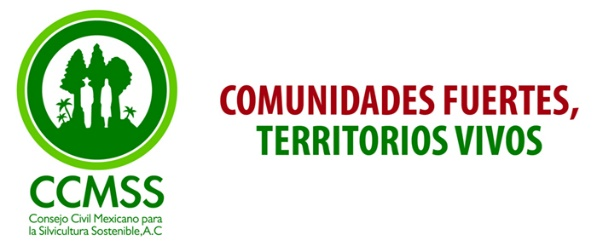 CCMSS
Consejo Civil Mexicano para
la Silvicultura Sostenible,A.C
COMUNIDADES FUERTES,
TERRITORIOS VIVOS